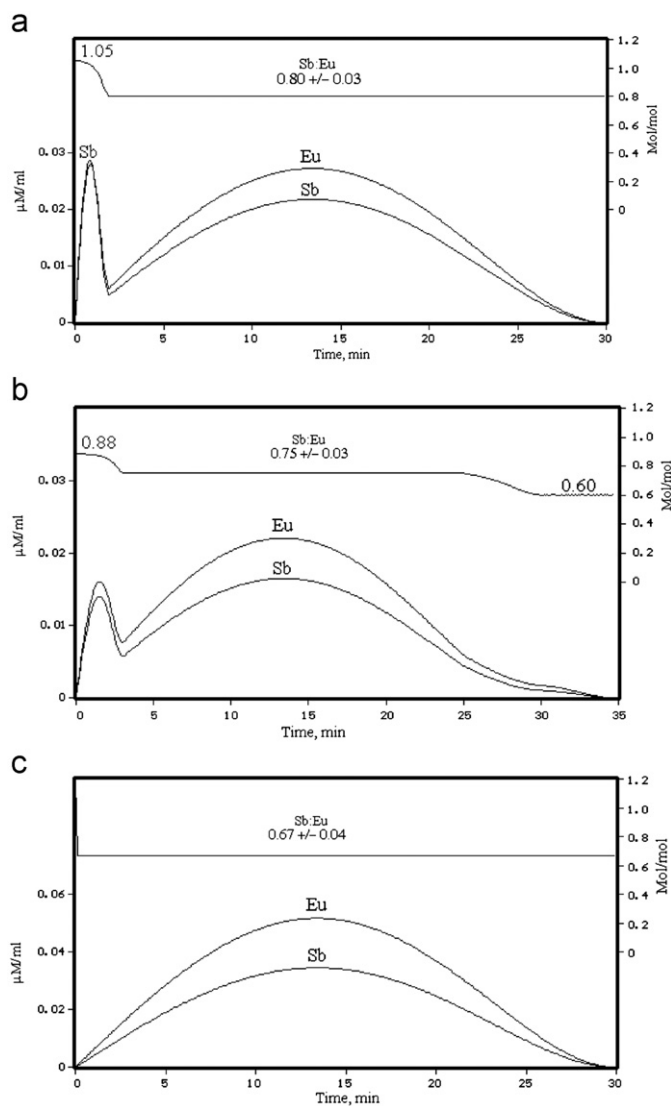 a
1.05
Sb:Eu
0.80 +/− 0.03
Sb
Eu
Sb
0.03
0.02
0.01
0
µM/ml
1.2
1.0
0.8
0.6
0.4
0.2
0
Mol/mol
0 5 10 15 20 25 30
Time, min
b
0.88
Sb:Eu
0.75 +/− 0.03
0.60
Eu
Sb
0.03
0.02
0.01
0
µM/ml
1.2
1.0
0.8
0.6
0.4
0.2
0
Mol/mol
0 5 10 15 20 25 30 35
Time, min
c
Sb:Eu
0.67 +/− 0.04
Eu
Sb
0.06
0.04
0.02
0
µM/ml
1.2
1.0
0.8
0.6
0.4
0.2
0
Mol/mol
0 5 10 15 20 25 30
Time, min